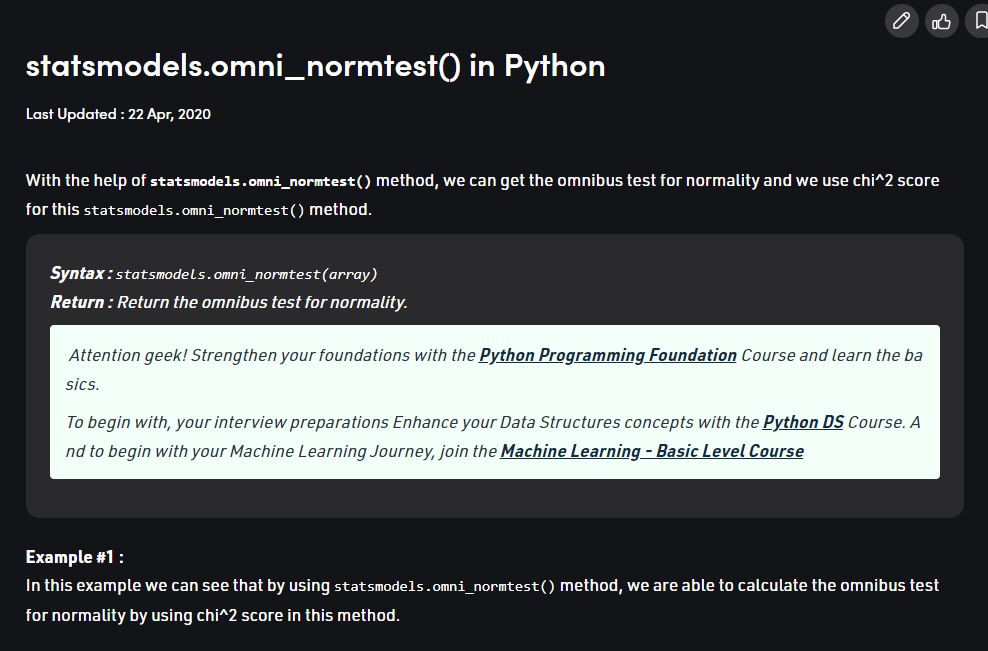 statsmodels.omni_normtest() in Python
Last Updated : 22 Apr, 2020
With the help of statsmodels.omni_normtest() method, we can get the omnibus test for normality and we use chi^2 score
for this statsmodels.omni_normtest() method.
Syntax : statsmodels.omni_normtest(array)
Return : Return the omnibus test for normality.
Attention geek! Strengthen your foundations with the Python Programming Foundation Course and learn the ba
sics.
To begin with, your interview preparations Enhance your Data Structures concepts with the Python DS Course. A
nd to begin with your Machine Learning Journey, join the Machine Learning - Basic Level Course
Example #1 :
In this example we can see that by using statsmodels.omni_normtest() method, we are able to calculate the omnibus test
for normality by using chi^2 score in this method.